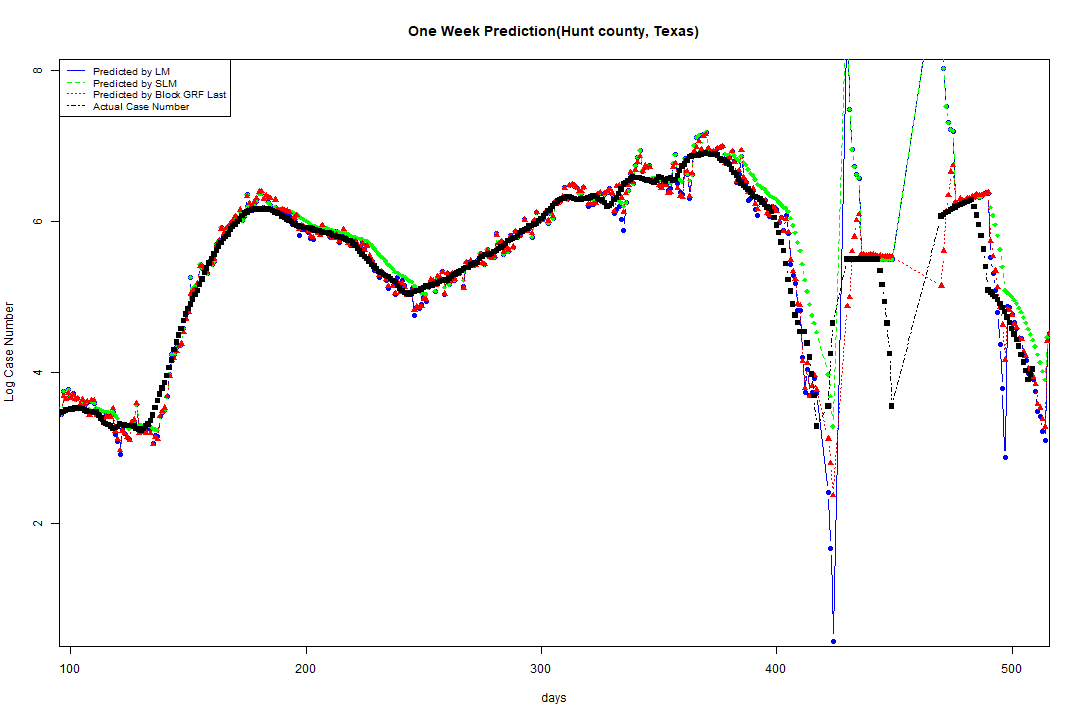 One Week Prediction(Hunt county, Texas)
Predicted by LM
Predicted by SLM
Predicted by Block GRF Last
Actual Case Number
8
6
4
2
Log Case Number
100 200 300 400 500
days